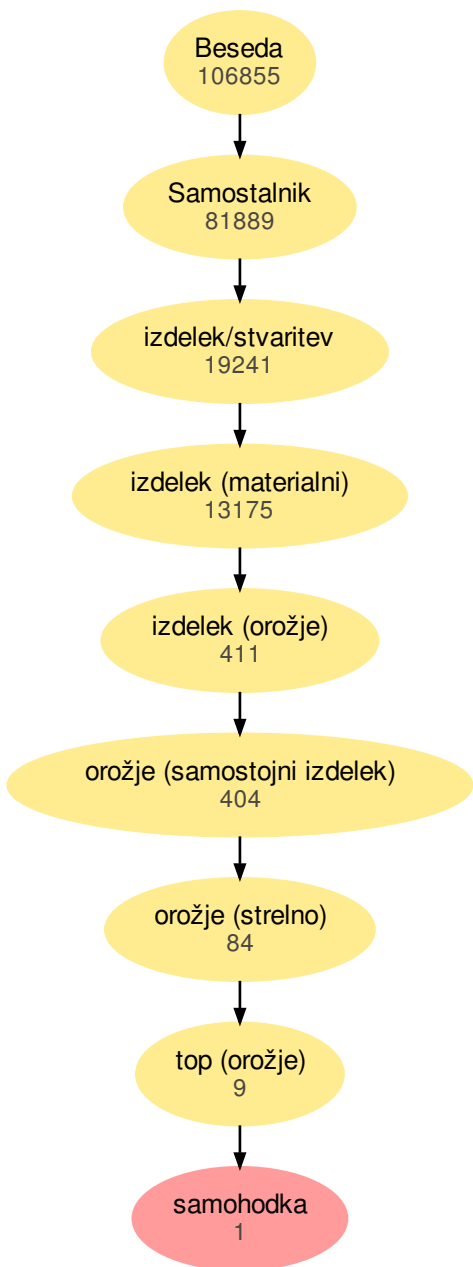 Beseda
106855
Samostalnik
81889
izdelek/stvaritev
19241
izdelek (materialni)
13175
izdelek (orožje)
411
orožje (samostojni izdelek)
404
orožje (strelno)
84
top (orožje)
9
samohodka
1